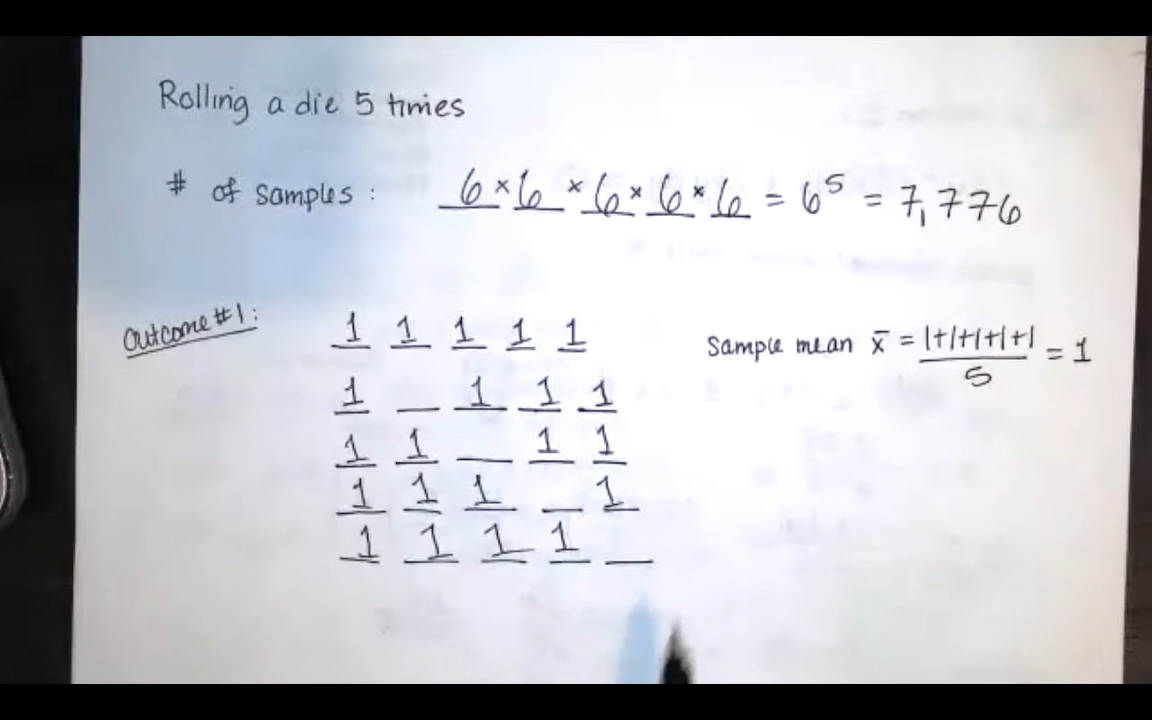 Rolling a die 5 times
# of samples: 6 × 6 × 6 × 6 × 6 = 6⁵ = 7,776
Outcome #1: 1 1 1 1 1 Sample mean x̄ = 1+1+1+1+1 / 5 = 1
1 _ 1 1 1
1 1 _ 1 1
1 1 1 _ 1
1 1 1 1 _